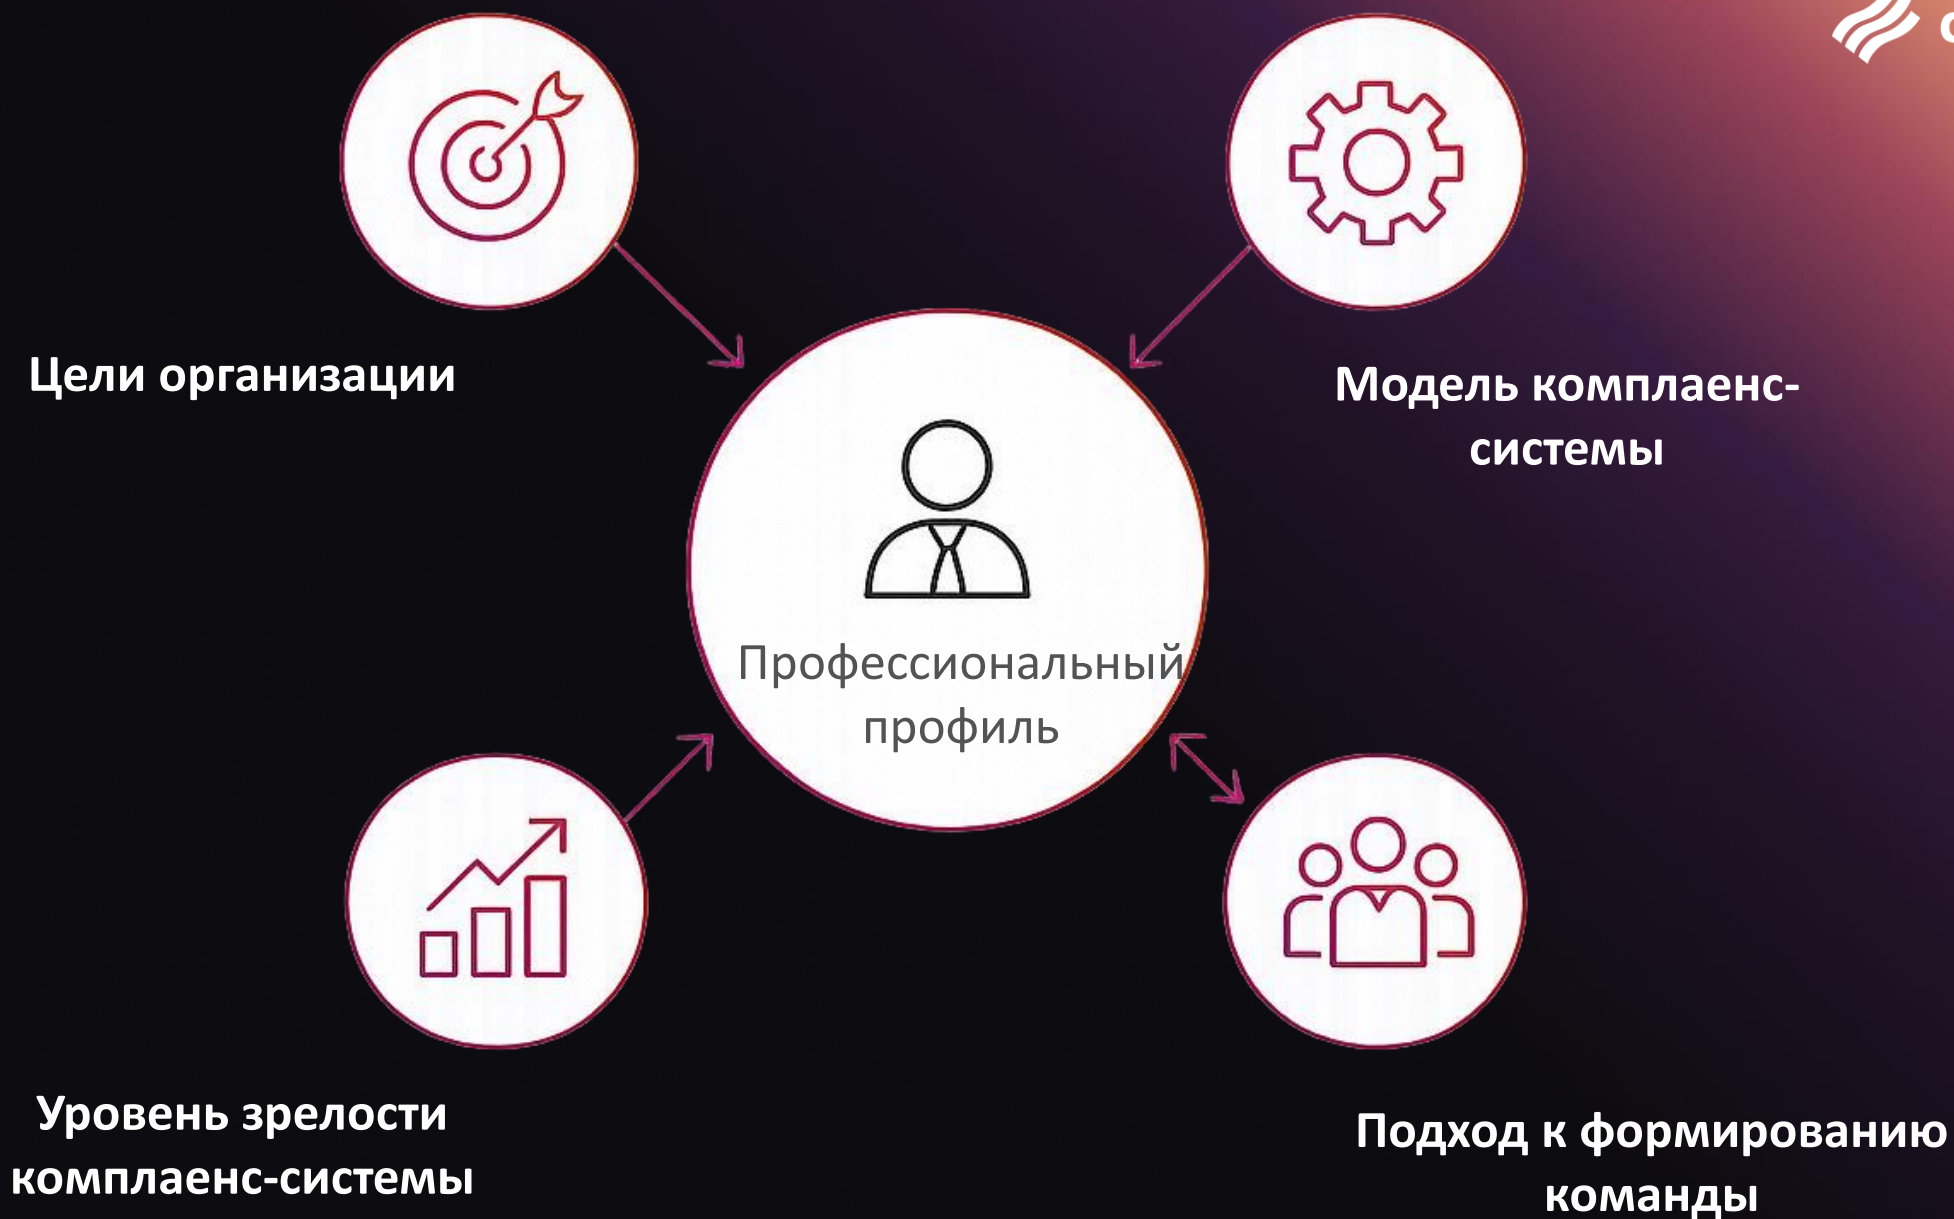 Цели организации
Модель комплаенс-
системы
Профессиональный
профиль
Уровень зрелости
комплаенс-системы
Подход к формированию
команды